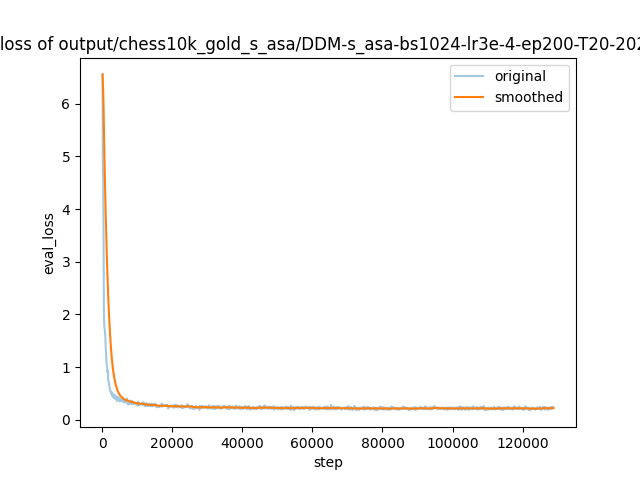 loss of output/chess10k_gold_s_asa/DDM-s_asa-bs1024-lr3e-4-ep200-T20-202
original
smoothed
eval_loss
6
5
4
3
2
1
0
0 20000 40000 60000 80000 100000 120000
step